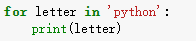 for letter in 'python':
    print(letter)